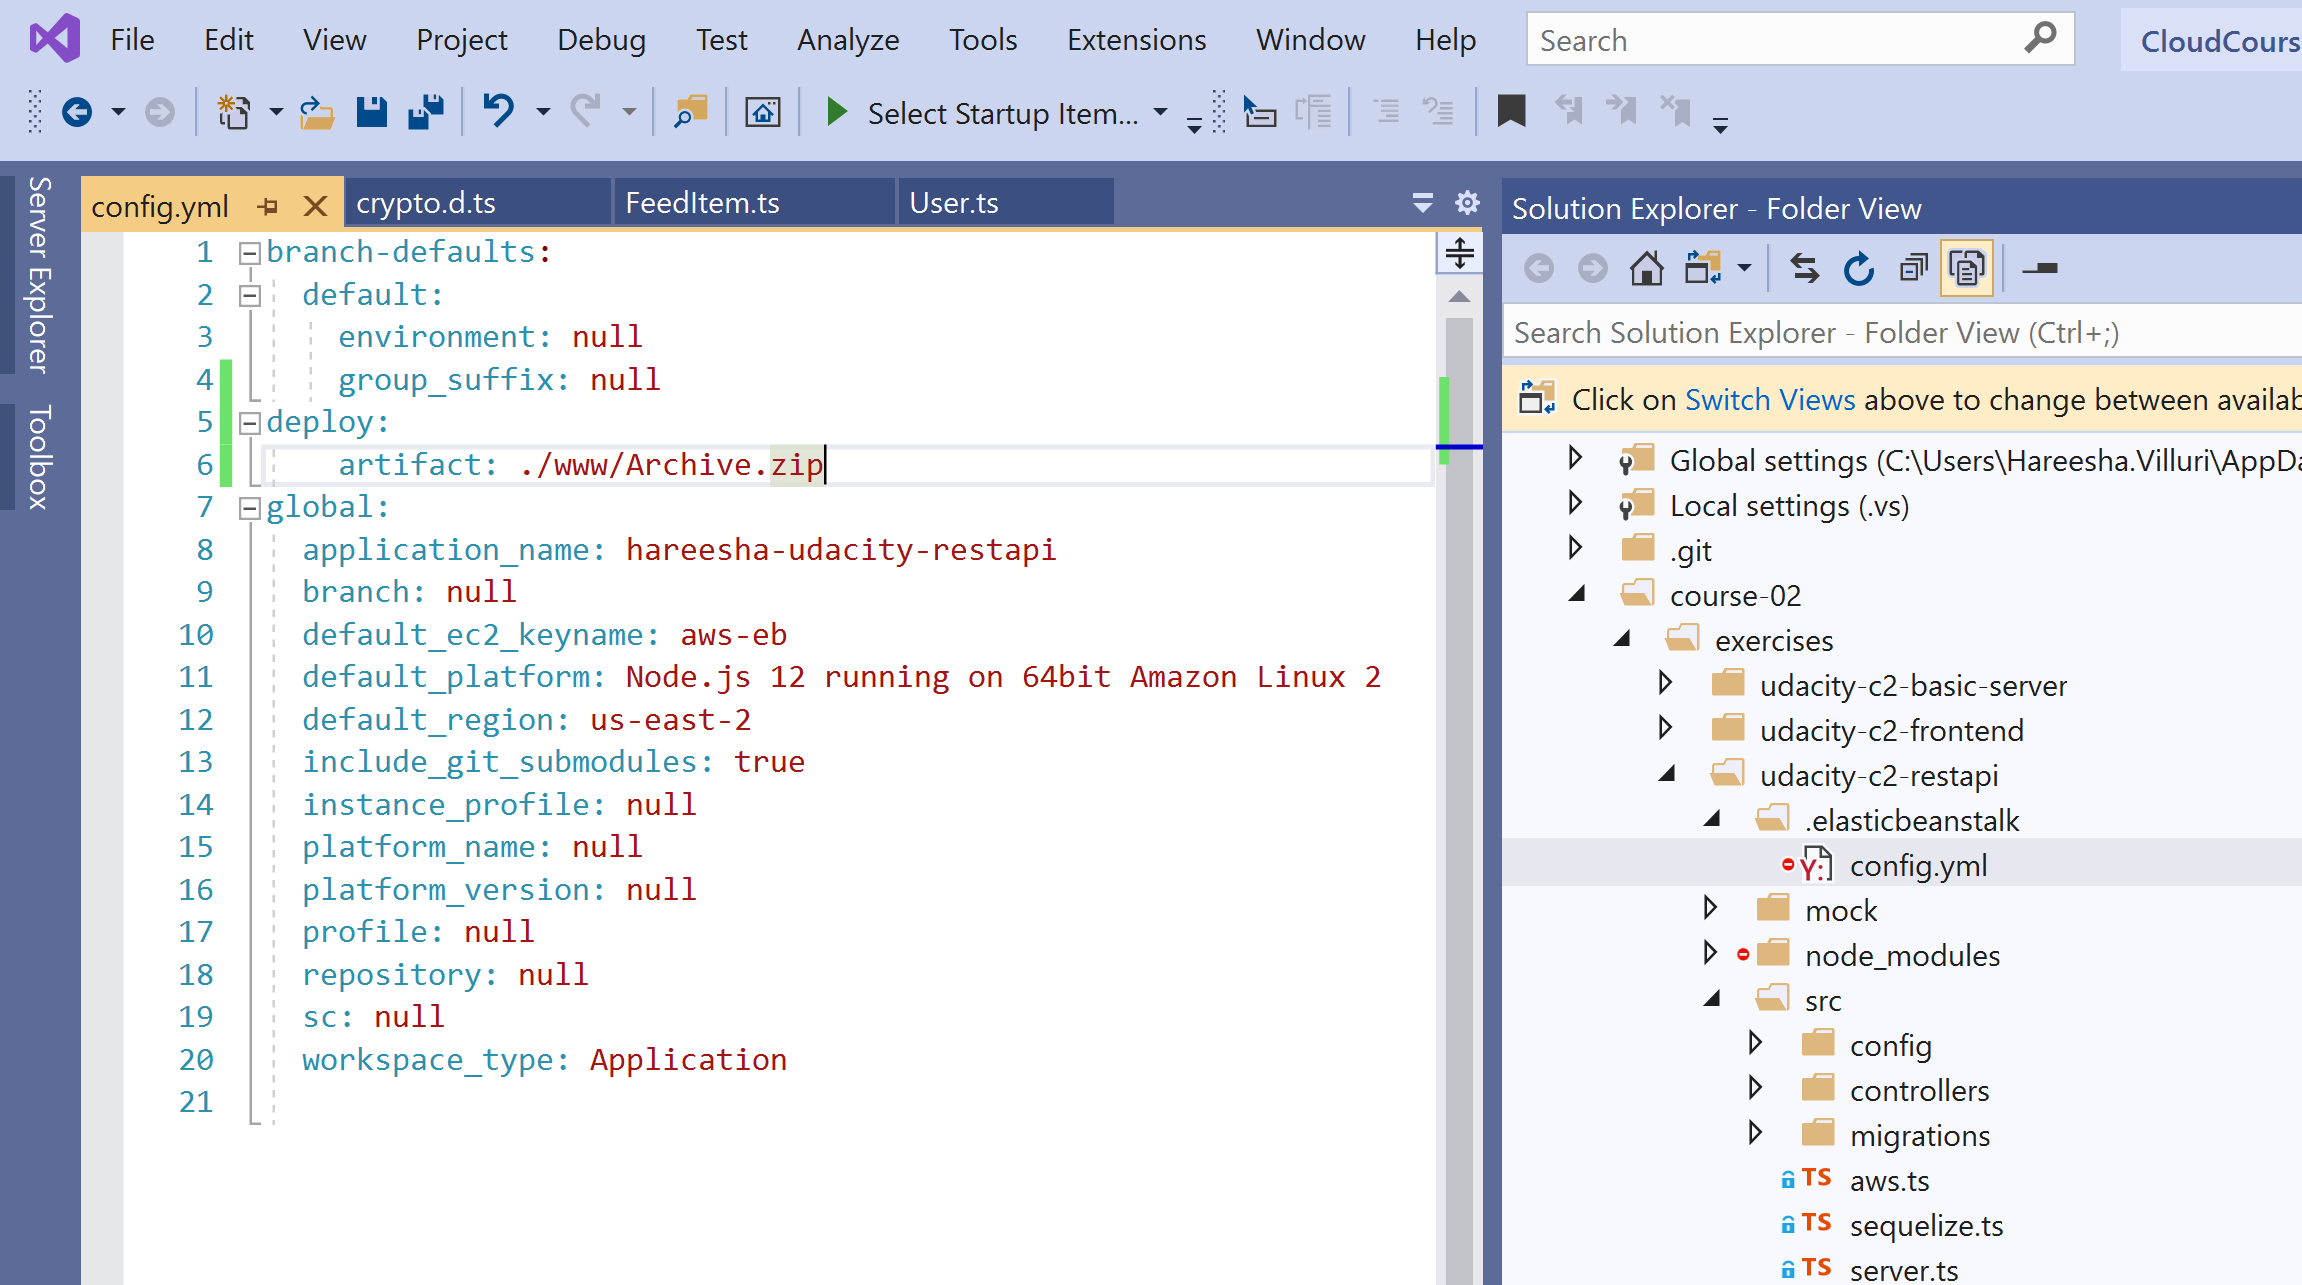 File Edit View Project Debug Test Analyze Tools Extensions Window Help Search CloudCours
Select Startup Item...
Server Explorer
Toolbox
config.yml crypto.d.ts FeedItem.ts User.ts
1 branch-defaults:
2 default:
3 environment: null
4 group_suffix: null
5 deploy:
6 artifact: ./www/Archive.zip
7 global:
8 application_name: hareesha-udacity-restapi
9 branch: null
10 default_ec2_keyname: aws-eb
11 default_platform: Node.js 12 running on 64bit Amazon Linux 2
12 default_region: us-east-2
13 include_git_submodules: true
14 instance_profile: null
15 platform_name: null
16 platform_version: null
17 profile: null
18 repository: null
19 sc: null
20 workspace_type: Application
21
Solution Explorer - Folder View
Search Solution Explorer - Folder View (Ctrl+;)
Click on Switch Views above to change between availab
Global settings (C:\Users\Hareesha.Villuri\AppDa
Local settings (.vs)
.git
course-02
exercises
udacity-c2-basic-server
udacity-c2-frontend
udacity-c2-restapi
.elasticbeanstalk
Y: config.yml
mock
node_modules
src
config
controllers
migrations
TS aws.ts
TS sequelize.ts
TS server.ts